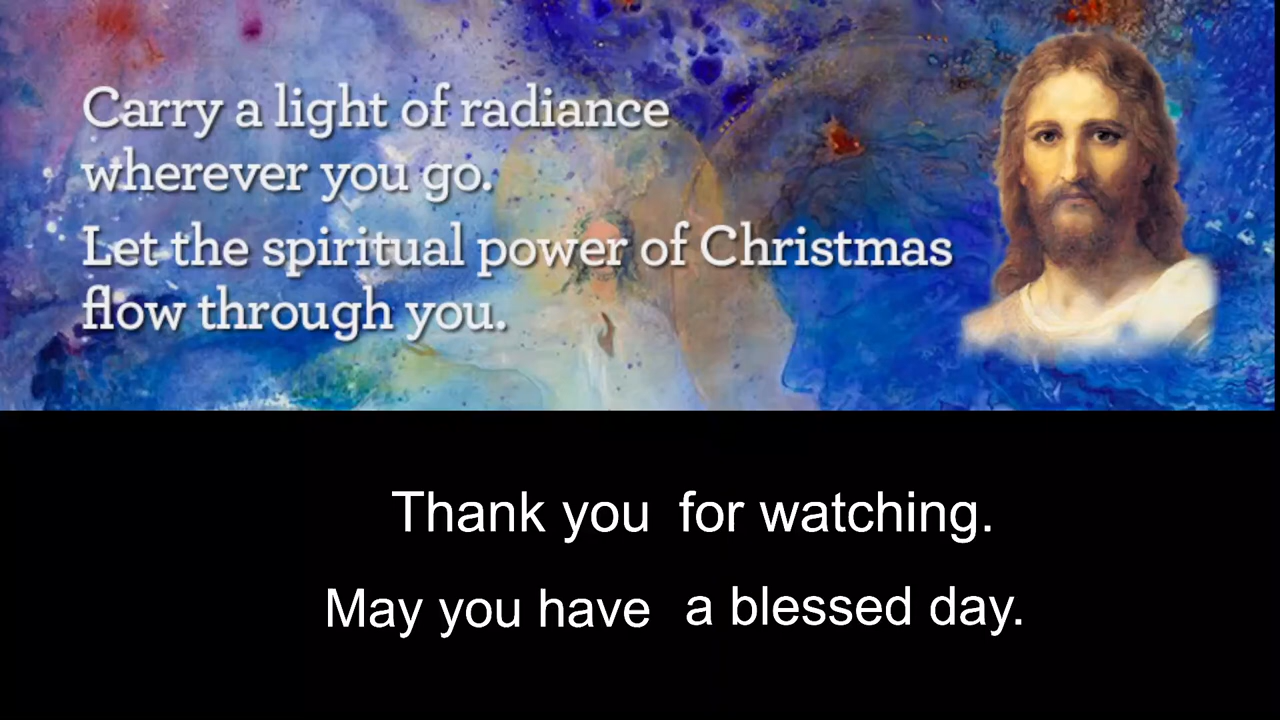 Carry a light of radiance
wherever you go.
Let the spiritual power of Christmas
flow through you.
Thank you for watching.
May you have a blessed day.